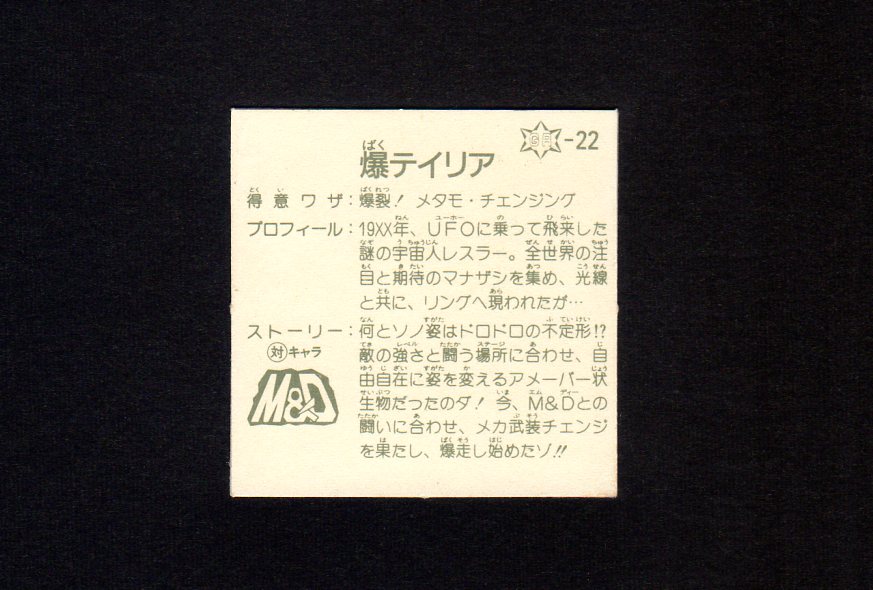 -22
爆テイリア
得意ワザ：爆裂！ メタモ・チェンジング
プロフィール：19XX年、UFOに乗って飛来した
謎の宇宙人レスラー。全世界の注
目と期待のマナザシを集め、光線
と共に、リングへ現われたが…
ストーリー：何とソノ姿はドロドロの不定形!?
対キャラ
敵の強さと闘う場所に合わせ、自
由自在に姿を変えるアメーバー状
M&D
生物だったのダ！ 今、M&Dとの
闘いに合わせ、メカ武装チェンジ
を果たし、爆走し始めたゾ!!